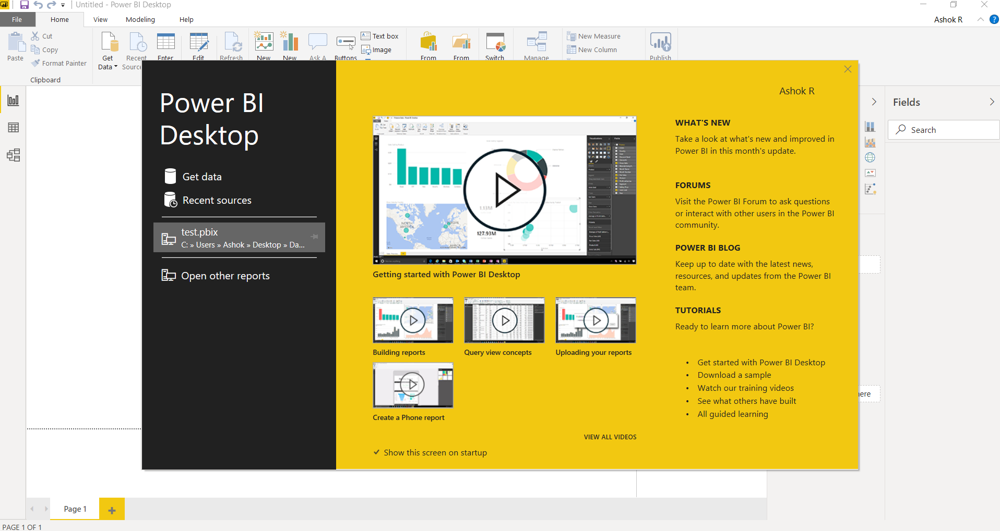 Untitled - Power BI Desktop
File Home View Modeling Help
Ashok R
Paste
Cut
Copy
Format Painter
Clipboard
Get
Data
Recent
Enter
Edit
Refresh
New
New
Ask A
Buttons
Text box
Image
From
From
Switch
Manage
New Measure
New Column
Publish
Power BI
Desktop
Get data
Recent sources
test.pbix
C: » Users » Ashok » Desktop » Da...
Open other reports
Ashok R
1.13M
127.93M
NORTH
AMERICA
Getting started with Power BI Desktop
Building reports
Query view concepts
Uploading your reports
Create a Phone report
VIEW ALL VIDEOS
Show this screen on startup
WHAT'S NEW
Take a look at what's new and improved in
Power BI in this month's update.
FORUMS
Visit the Power BI Forum to ask questions
or interact with other users in the Power BI
community.
POWER BI BLOG
Keep up to date with the latest news,
resources, and updates from the Power BI
team.
TUTORIALS
Ready to learn more about Power BI?
• Get started with Power BI Desktop
• Download a sample
• Watch our training videos
• See what others have built
• All guided learning
Fields
Search
Page 1
PAGE 1 OF 1